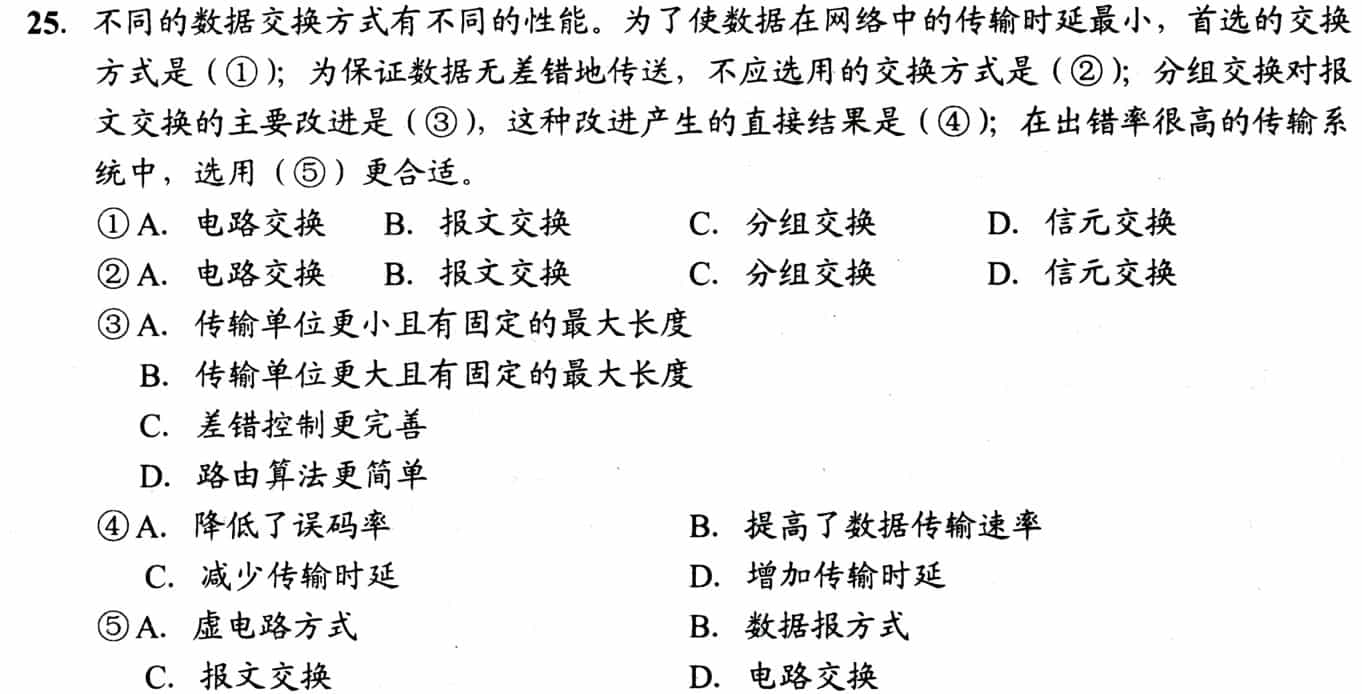 25. 不同的数据交换方式有不同的性能。为了使数据在网络中的传输时延最小，首选的交换
方式是（①）；为保证数据无差错地传送，不应选用的交换方式是（②）；分组交换对报
文交换的主要改进是（③），这种改进产生的直接结果是（④）；在出错率很高的传输系
统中，选用（⑤）更合适。
①A. 电路交换 B. 报文交换 C. 分组交换 D. 信元交换
②A. 电路交换 B. 报文交换 C. 分组交换 D. 信元交换
③A. 传输单位更小且有固定的最大长度
B. 传输单位更大且有固定的最大长度
C. 差错控制更完善
D. 路由算法更简单
④A. 降低了误码率 B. 提高了数据传输速率
C. 减少传输时延 D. 增加传输时延
⑤A. 虚电路方式 B. 数据报方式
C. 报文交换 D. 电路交换